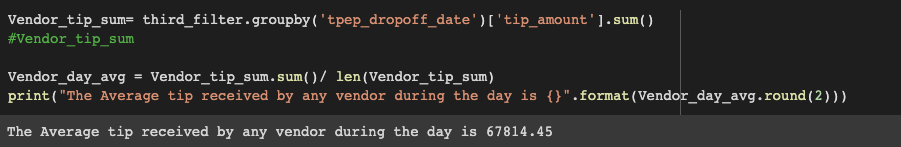 Vendor_tip_sum= third_filter.groupby('tpep_dropoff_date')['tip_amount'].sum()
#Vendor_tip_sum
Vendor_day_avg = Vendor_tip_sum.sum()/ len(Vendor_tip_sum)
print("The Average tip received by any vendor during the day is {}".format(Vendor_day_avg.round(2)))
The Average tip received by any vendor during the day is 67814.45